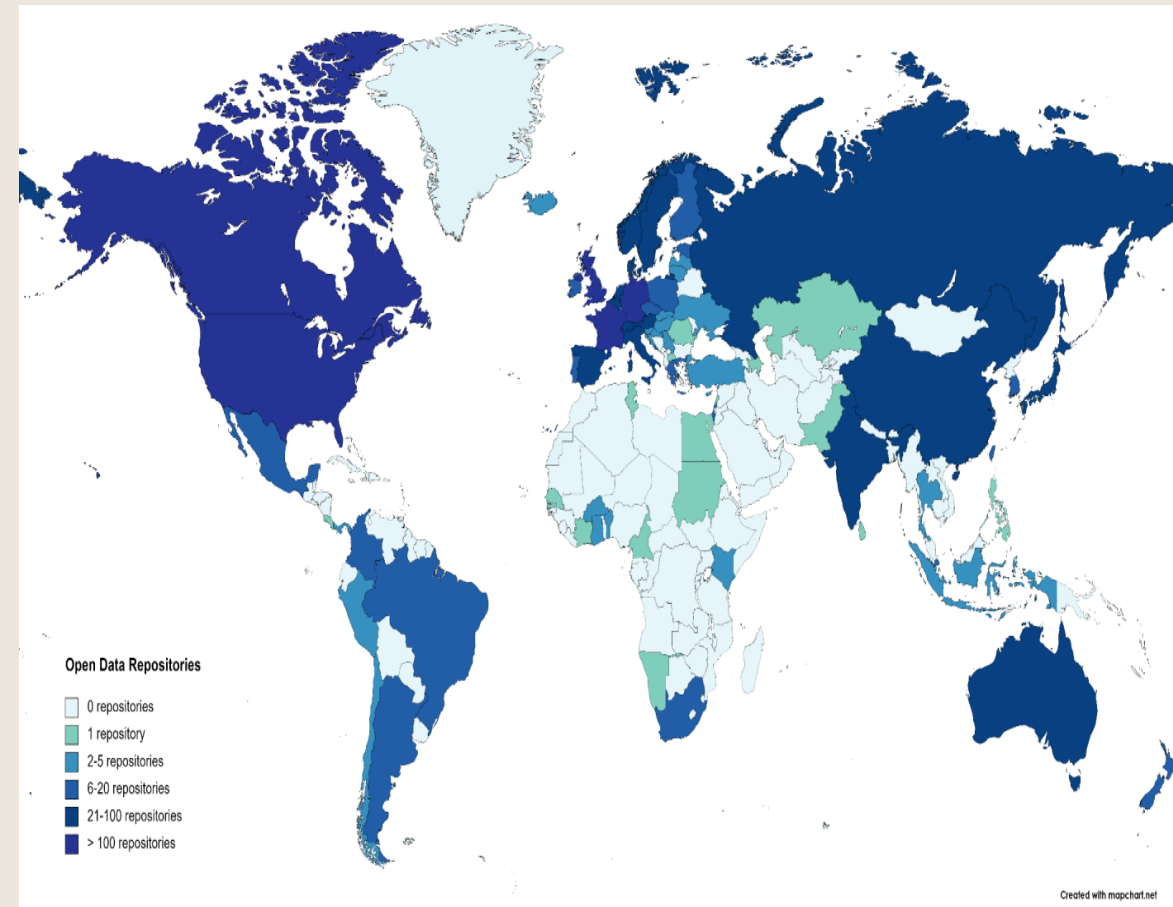 Open Data Repositories
0 repositories
1 repository
2-5 repositories
6-20 repositories
21-100 repositories
> 100 repositories
Created with mapchart.net